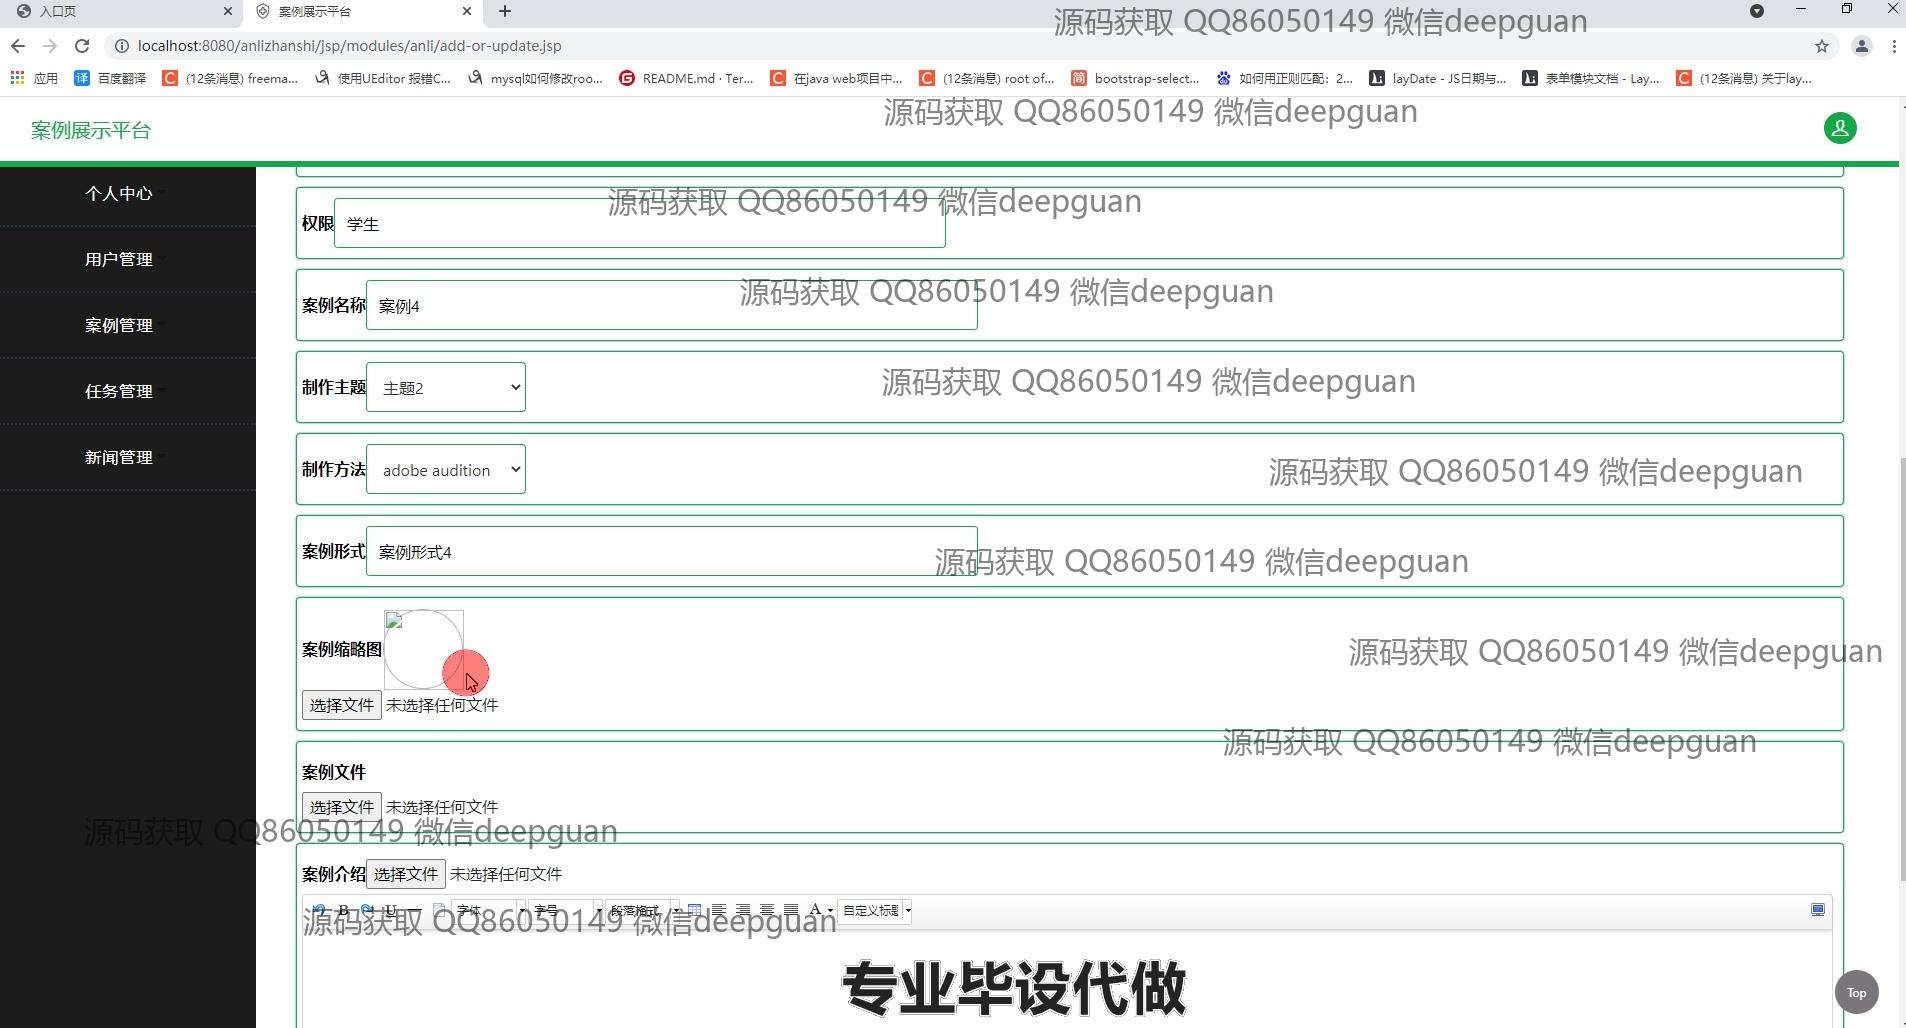 入口页
案例展示平台
源码获取 QQ86050149 微信deepguan
localhost:8080/anlizhanshi/jsp/modules/anli/add-or-update.jsp
应用
百度翻译
(12条消息) freema...
使用UEditor 报错C...
mysql如何修改roo...
README.md · Ter...
在java web项目中...
(12条消息) root of...
bootstrap-select...
如何用正则匹配：2...
layDate - JS日期与...
表单模块文档 - Lay...
(12条消息) 关于lay...
源码获取 QQ86050149 微信deepguan
案例展示平台
个人中心
用户管理
案例管理
任务管理
新闻管理
源码获取 QQ86050149 微信deepguan
权限 学生
源码获取 QQ86050149 微信deepguan
案例名称 案例4
制作主题 主题2
源码获取 QQ86050149 微信deepguan
制作方法 adobe audition
源码获取 QQ86050149 微信deepguan
案例形式 案例形式4
源码获取 QQ86050149 微信deepguan
案例缩略图
源码获取 QQ86050149 微信deepguan
选择文件 未选择任何文件
源码获取 QQ86050149 微信deepguan
案例文件
选择文件 未选择任何文件
源码获取 QQ86050149 微信deepguan
案例介绍 选择文件 未选择任何文件
B U 字体 字号 段落格式 A 自定义标题
源码获取 QQ86050149 微信deepguan
专业毕设代做
Top